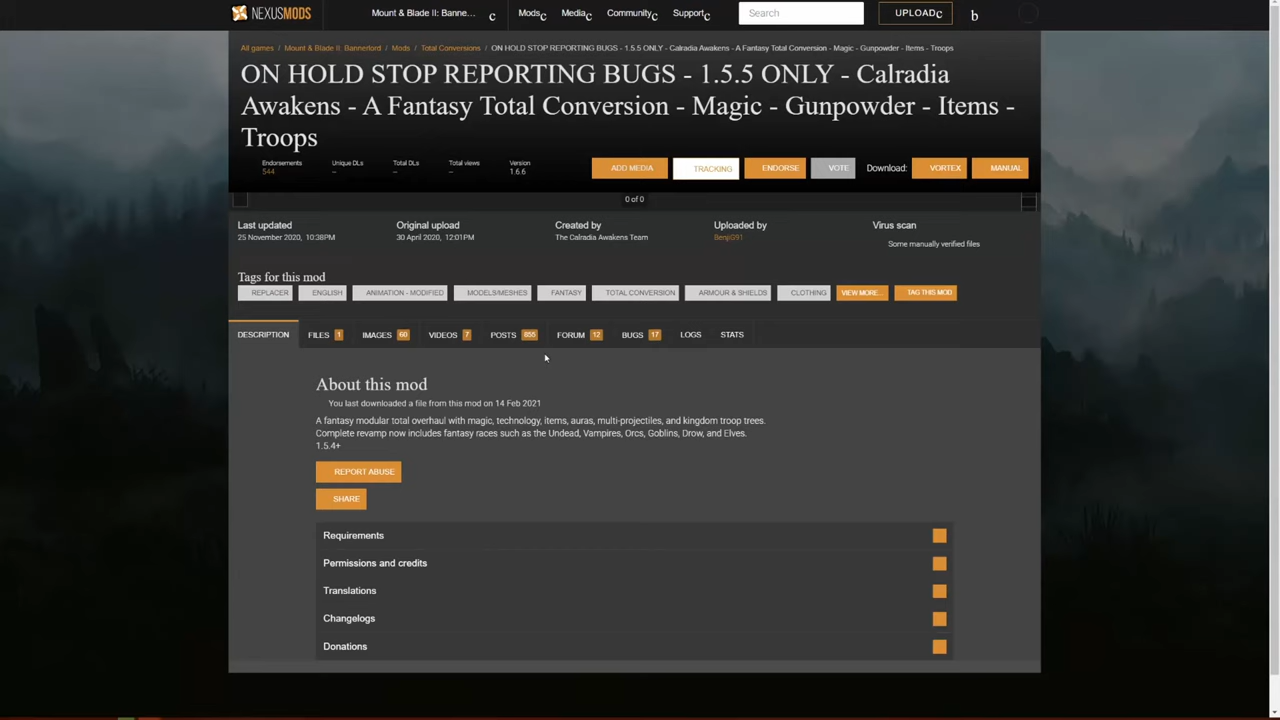 NEXUSMODS
Mount & Blade II: Banne... c
Mods c
Media c
Community c
Support c
Search
UPLOAD c
b
All games / Mount & Blade II: Bannerlord / Mods / Total Conversions / ON HOLD STOP REPORTING BUGS - 1.5.5 ONLY - Calradia Awakens - A Fantasy Total Conversion - Magic - Gunpowder - Items - Troops
ON HOLD STOP REPORTING BUGS - 1.5.5 ONLY - Calradia
Awakens - A Fantasy Total Conversion - Magic - Gunpowder - Items -
Troops
Endorsements
544
Unique DLs
--
Total DLs
--
Total views
--
Version
1.6.6
ADD MEDIA
TRACKING
ENDORSE
VOTE
Download:
VORTEX
MANUAL
0 of 0
Last updated
25 November 2020, 10:38PM
Original upload
30 April 2020, 12:01PM
Created by
The Calradia Awakens Team
Uploaded by
Benji091
Virus scan
Some manually verified files
Tags for this mod
REPLACER
ENGLISH
ANIMATION - MODIFIED
MODELS/MESHES
FANTASY
TOTAL CONVERSION
ARMOUR & SHIELDS
CLOTHING
VIEW MORE...
TAG THIS MOD
DESCRIPTION
FILES 1
IMAGES 60
VIDEOS 7
POSTS 655
FORUM 12
BUGS 17
LOGS
STATS
About this mod
You last downloaded a file from this mod on 14 Feb 2021
A fantasy modular total overhaul with magic, technology, items, auras, multi-projectiles, and kingdom troop trees.
Complete revamp now includes fantasy races such as the Undead, Vampires, Orcs, Goblins, Drow, and Elves.
1.5.4+
REPORT ABUSE
SHARE
Requirements
Permissions and credits
Translations
Changelogs
Donations